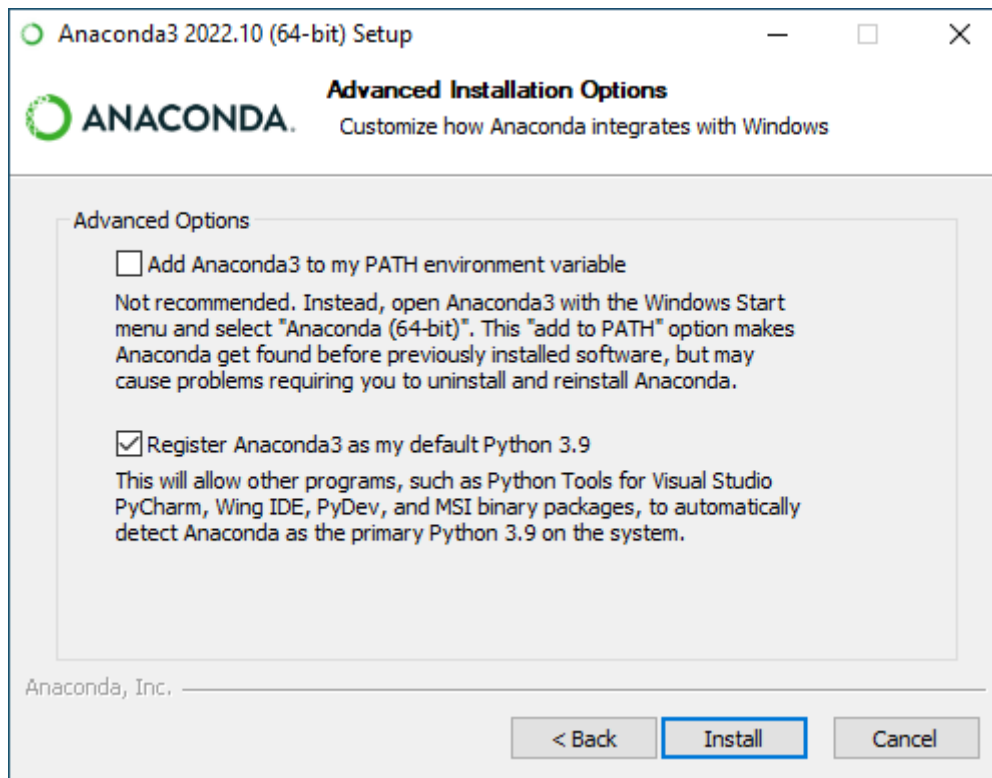 Anaconda3 2022.10 (64-bit) Setup
ANACONDA.
Advanced Installation Options
Customize how Anaconda integrates with Windows
Advanced Options
Add Anaconda3 to my PATH environment variable
Not recommended. Instead, open Anaconda3 with the Windows Start
menu and select "Anaconda (64-bit)". This "add to PATH" option makes
Anaconda get found before previously installed software, but may
cause problems requiring you to uninstall and reinstall Anaconda.
Register Anaconda3 as my default Python 3.9
This will allow other programs, such as Python Tools for Visual Studio
PyCharm, Wing IDE, PyDev, and MSI binary packages, to automatically
detect Anaconda as the primary Python 3.9 on the system.
Anaconda, Inc.
< Back
Install
Cancel